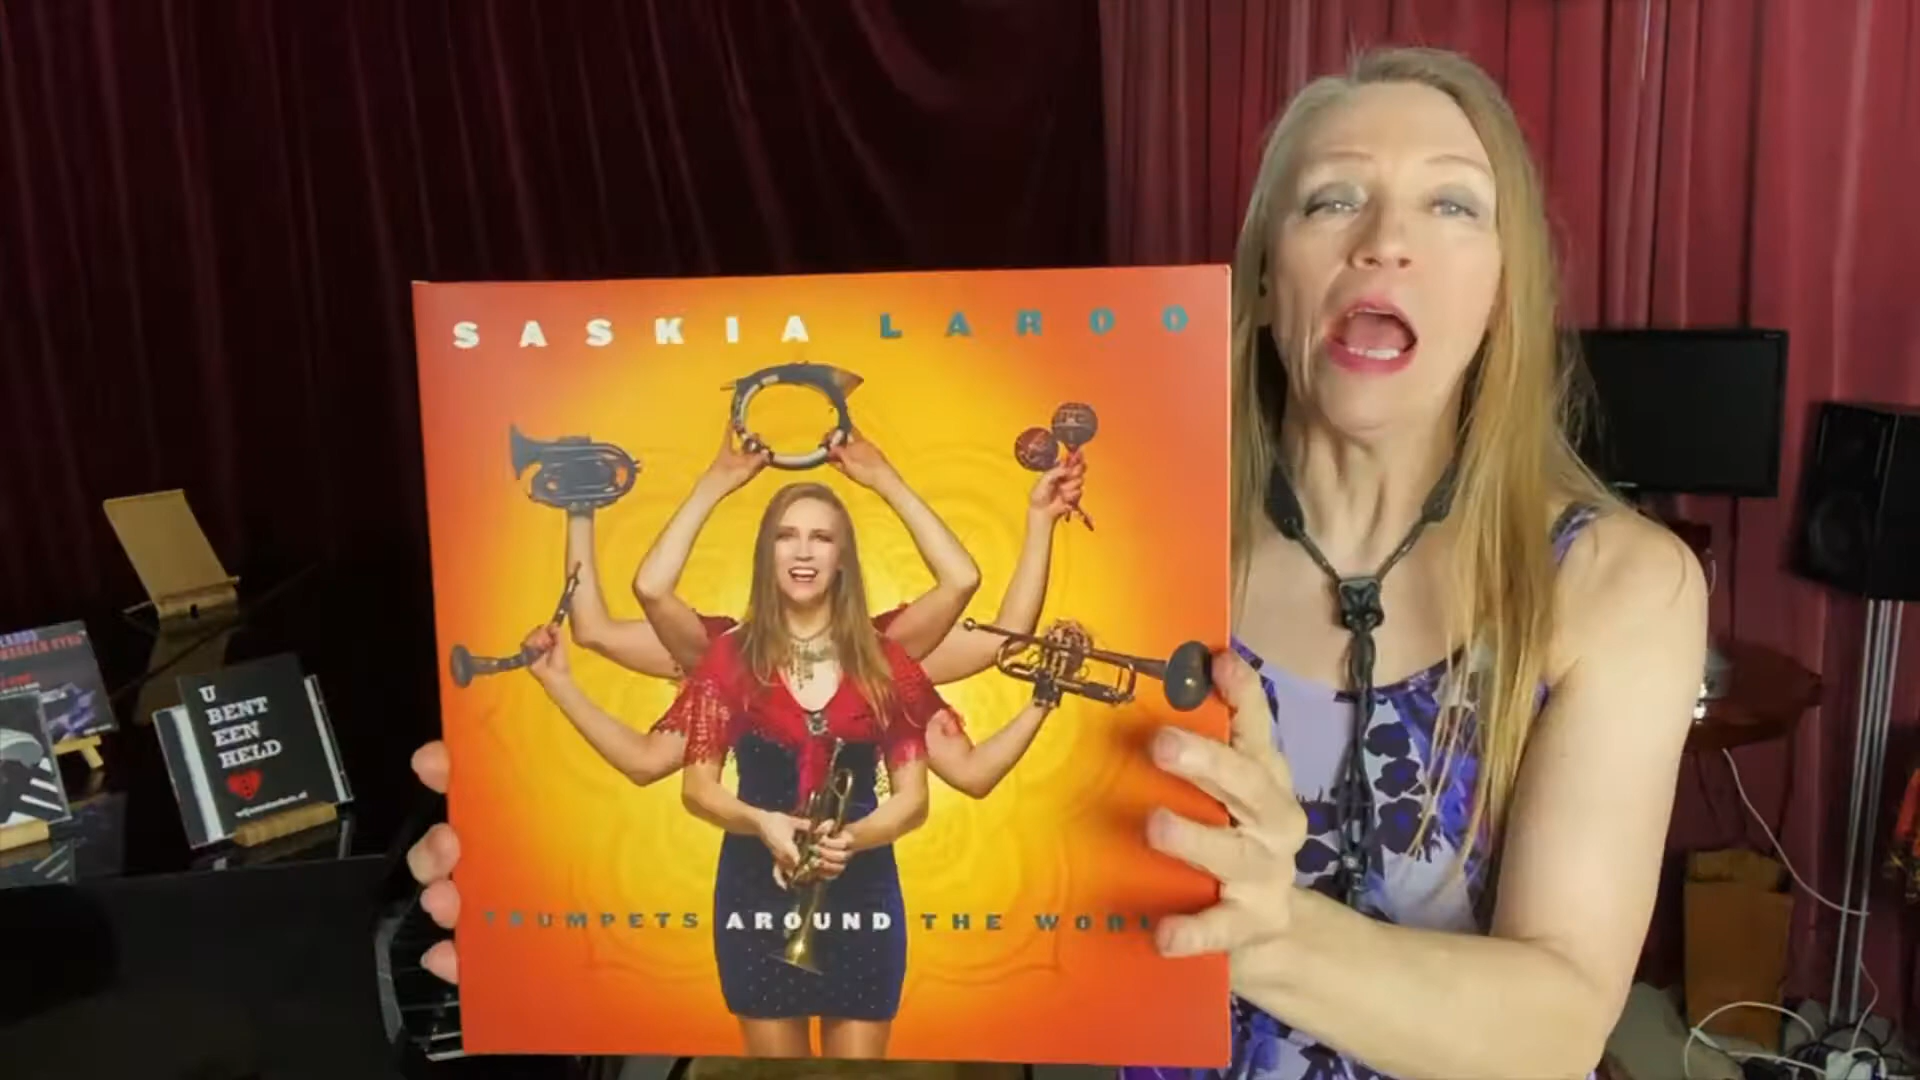 SASKIA LAROO
TRUMPETS AROUND THE WORL
U
BENT
EEN
HELD